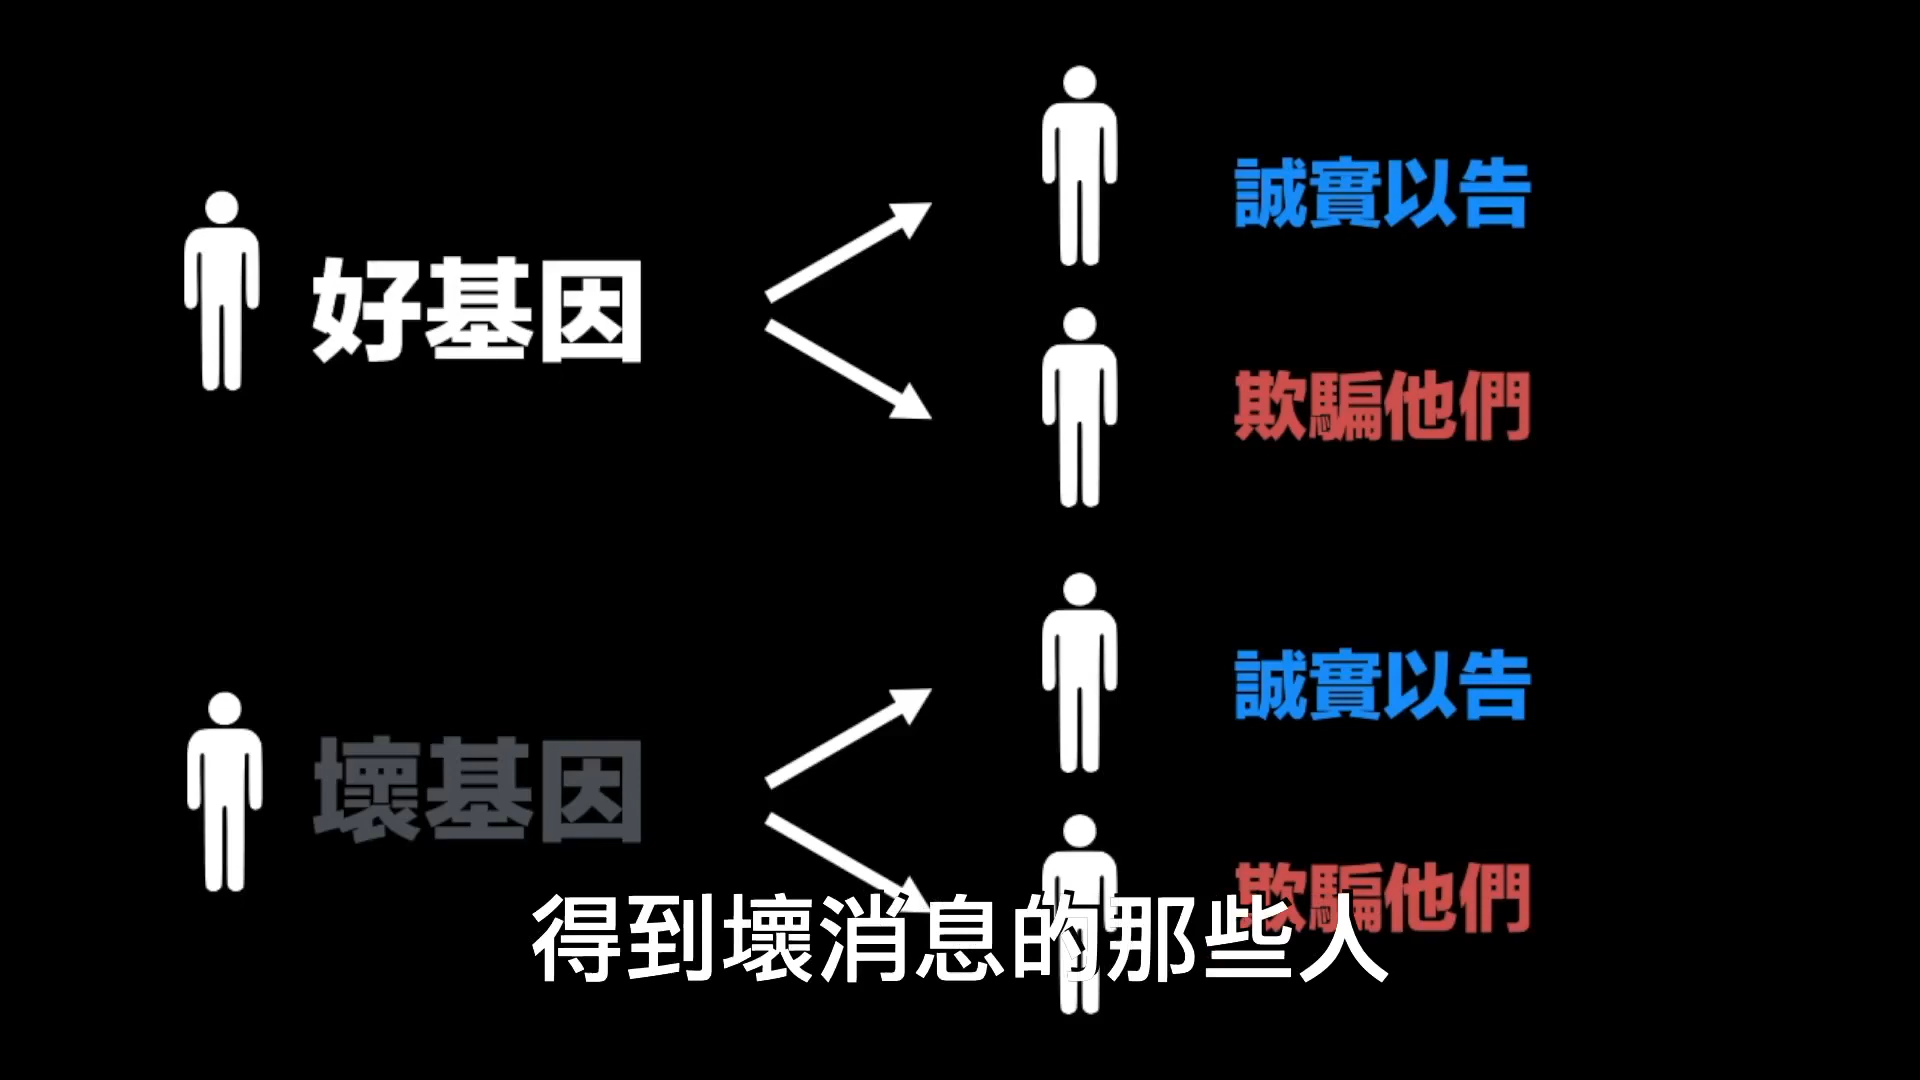 誠實以告
好基因
欺騙他們
誠實以告
壞基因
欺騙他們
得到壞消息的那些人